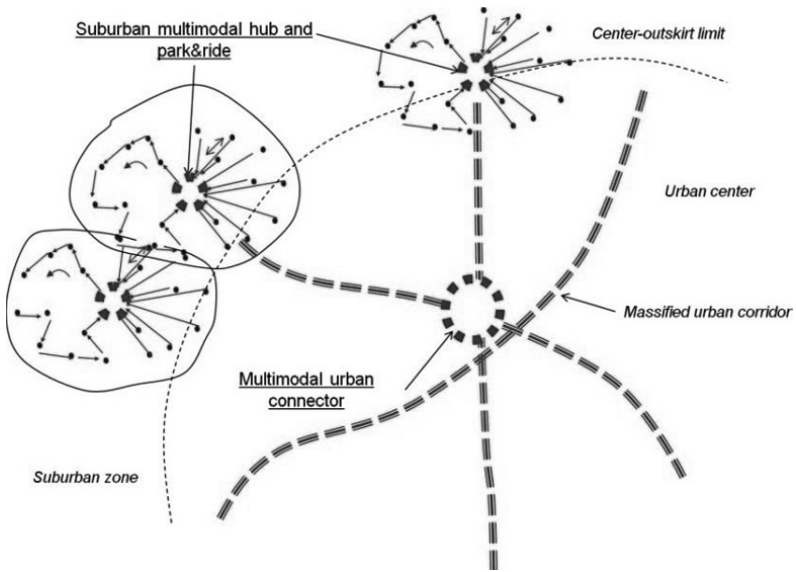 Suburban multimodal hub and
park&ride
Center-outskirt limit
Urban center
Massified urban corridor
Multimodal urban
connector
Suburban zone